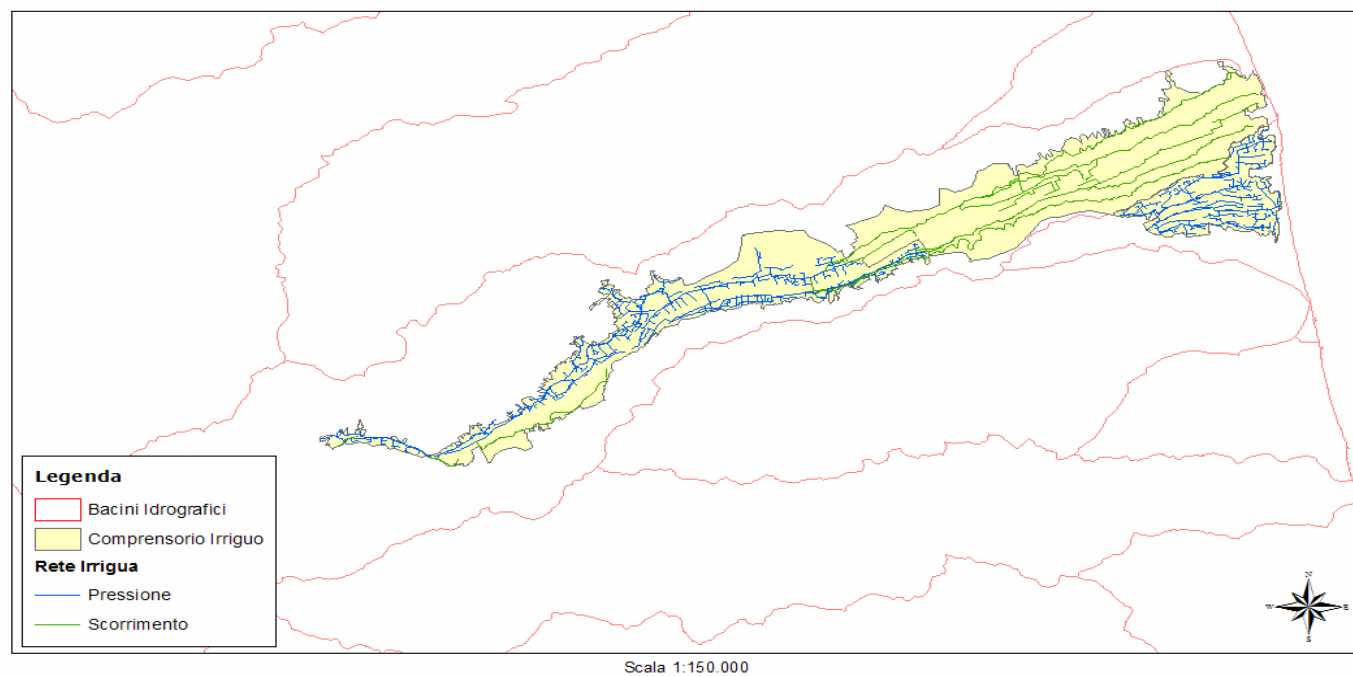 Legenda
Bacini Idrografici
Comprensorio Irriguo
Rete Irrigua
Pressione
Scorrimento
N
W
E
S
Scala 1:150.000